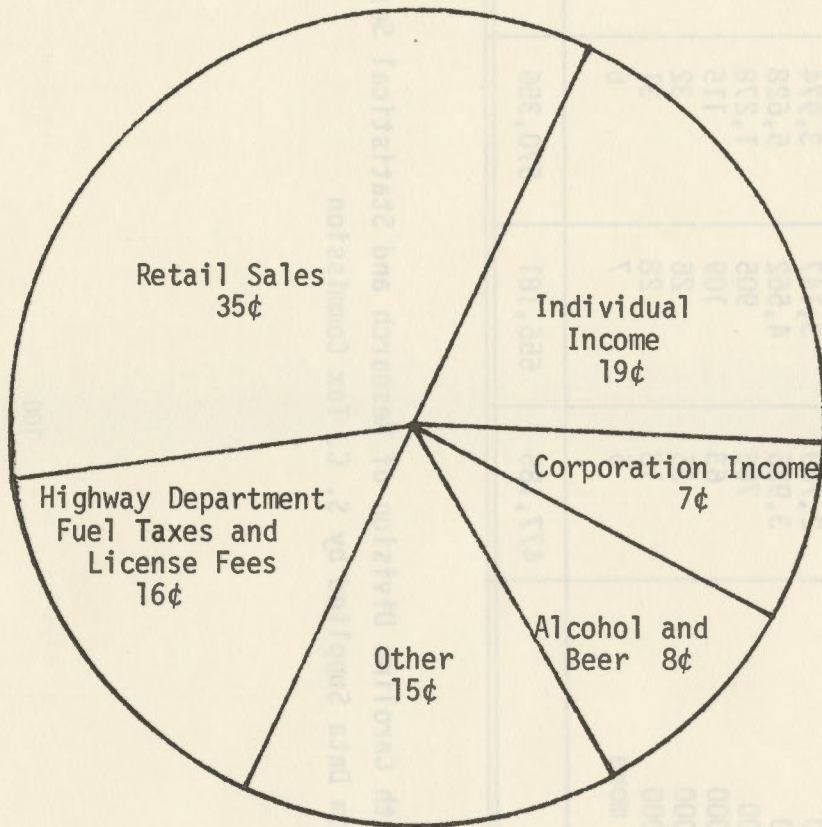 Retail Sales
35¢
Individual
Income
19¢
Corporation Income
7¢
Highway Department
Fuel Taxes and
License Fees
16¢
Alcohol and
Beer 8¢
Other
15¢